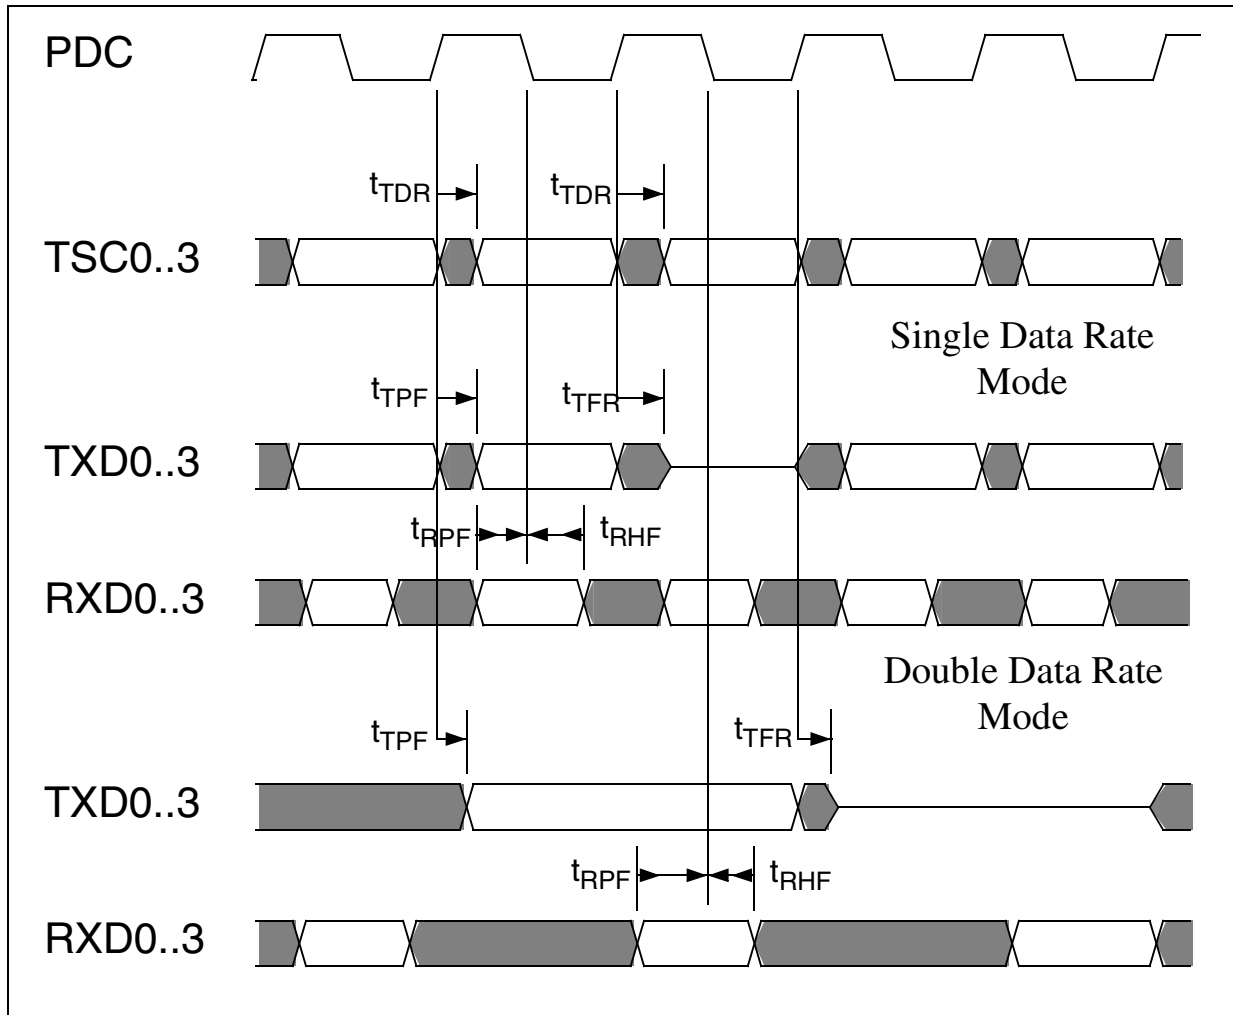 PDC
tTDR tTDR
TSC0..3
Single Data Rate
Mode
tTPF tTFR
TXD0..3
tRPF tRHF
RXD0..3
Double Data Rate
Mode
tTPF tTFR
TXD0..3
tRPF tRHF
RXD0..3